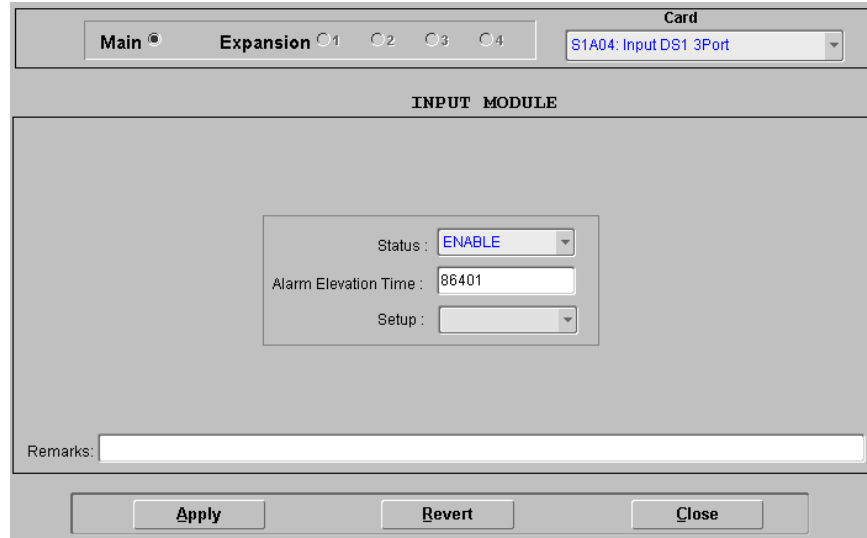 Card
Main Expansion 1 2 3 4
S1A04: Input DS1 3Port
INPUT MODULE
Status : ENABLE
Alarm Elevation Time : 86401
Setup :
Remarks:
Apply Revert Close